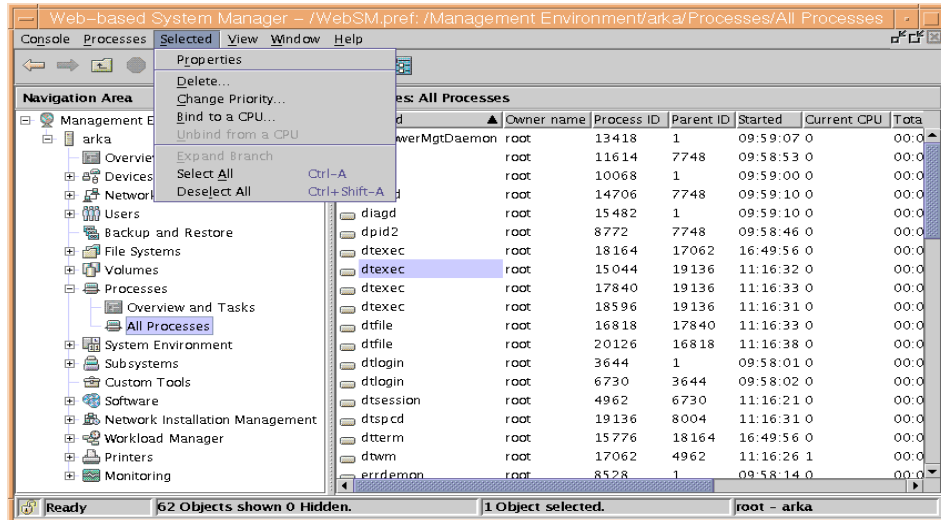 Web-based System Manager - /WebSM.pref: /Management Environment/arka/Processes/All Processes
Console Processes Selected View Window Help
Properties
Delete...
Change Priority...
Bind to a CPU...
Unbind from a CPU
Expand Branch
Select All Ctrl-A
Deselect All Ctrl+Shift-A
Navigation Area
Management E
arka
Overvie
Devices
Network
Users
Backup and Restore
File Systems
Volumes
Processes
Overview and Tasks
All Processes
System Environment
Subsystems
Custom Tools
Software
Network Installation Management
Workload Manager
Printers
Monitoring
es: All Processes
d Owner name Process ID Parent ID Started Current CPU Tota
werMgtDaemon root 13418 1 09:59:07 0 00:0
root 11614 7748 09:58:53 0 00:0
root 10068 1 09:59:00 0 00:0
d root 14706 7748 09:59:10 0 00:0
diagd root 15482 1 09:59:10 0 00:0
dpid2 root 8772 7748 09:58:46 0 00:0
dtexec root 18164 17062 16:49:56 0 00:0
dtexec root 15044 19136 11:16:32 0 00:0
dtexec root 17840 19136 11:16:33 0 00:0
dtexec root 18596 19136 11:16:31 0 00:0
dtfile root 16818 17840 11:16:33 0 00:0
dtfile root 20126 16818 11:16:38 0 00:0
dtlogin root 3644 1 09:58:01 0 00:0
dtlogin root 6730 3644 09:58:02 0 00:0
dtsession root 4962 6730 11:16:21 0 00:0
dtspcd root 19136 8004 11:16:31 0 00:0
dtterm root 15776 18164 16:49:56 0 00:0
dtwm root 17062 4962 11:16:26 1 00:0
errdemon root 8528 1 09:58:14 0 00:0
Ready 62 Objects shown 0 Hidden. 1 Object selected. root - arka